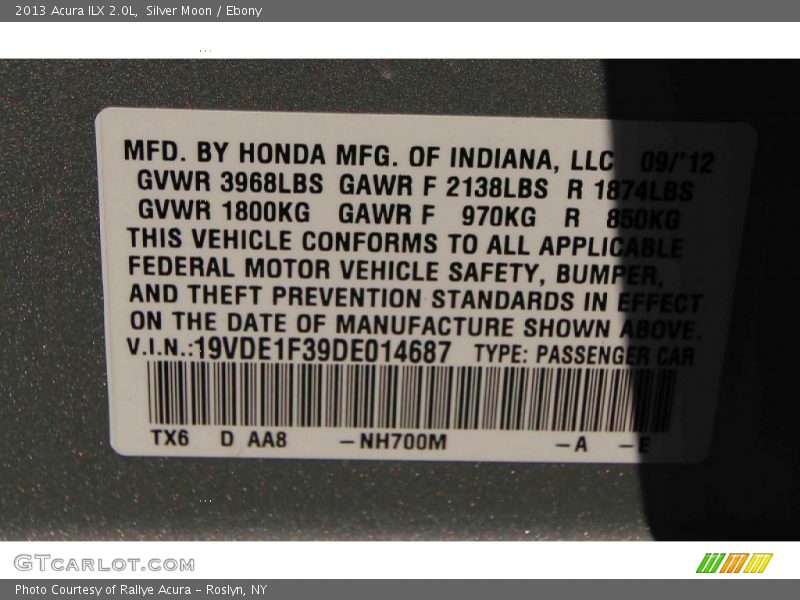 2013 Acura ILX 2.0L, Silver Moon / Ebony
MFD. BY HONDA MFG. OF INDIANA, LLC 09/'12
GVWR 3968LBS GAWR F 2138LBS R 1874LBS
GVWR 1800KG GAWR F 970KG R 850KG
THIS VEHICLE CONFORMS TO ALL APPLICABLE
FEDERAL MOTOR VEHICLE SAFETY, BUMPER,
AND THEFT PREVENTION STANDARDS IN EFFECT
ON THE DATE OF MANUFACTURE SHOWN ABOVE.
V.I.N.:19VDE1F39DE014687 TYPE: PASSENGER CAR
TX6 D AA8 –NH700M –A –E
GTCARLOT.COM
Photo Courtesy of Rallye Acura – Roslyn, NY